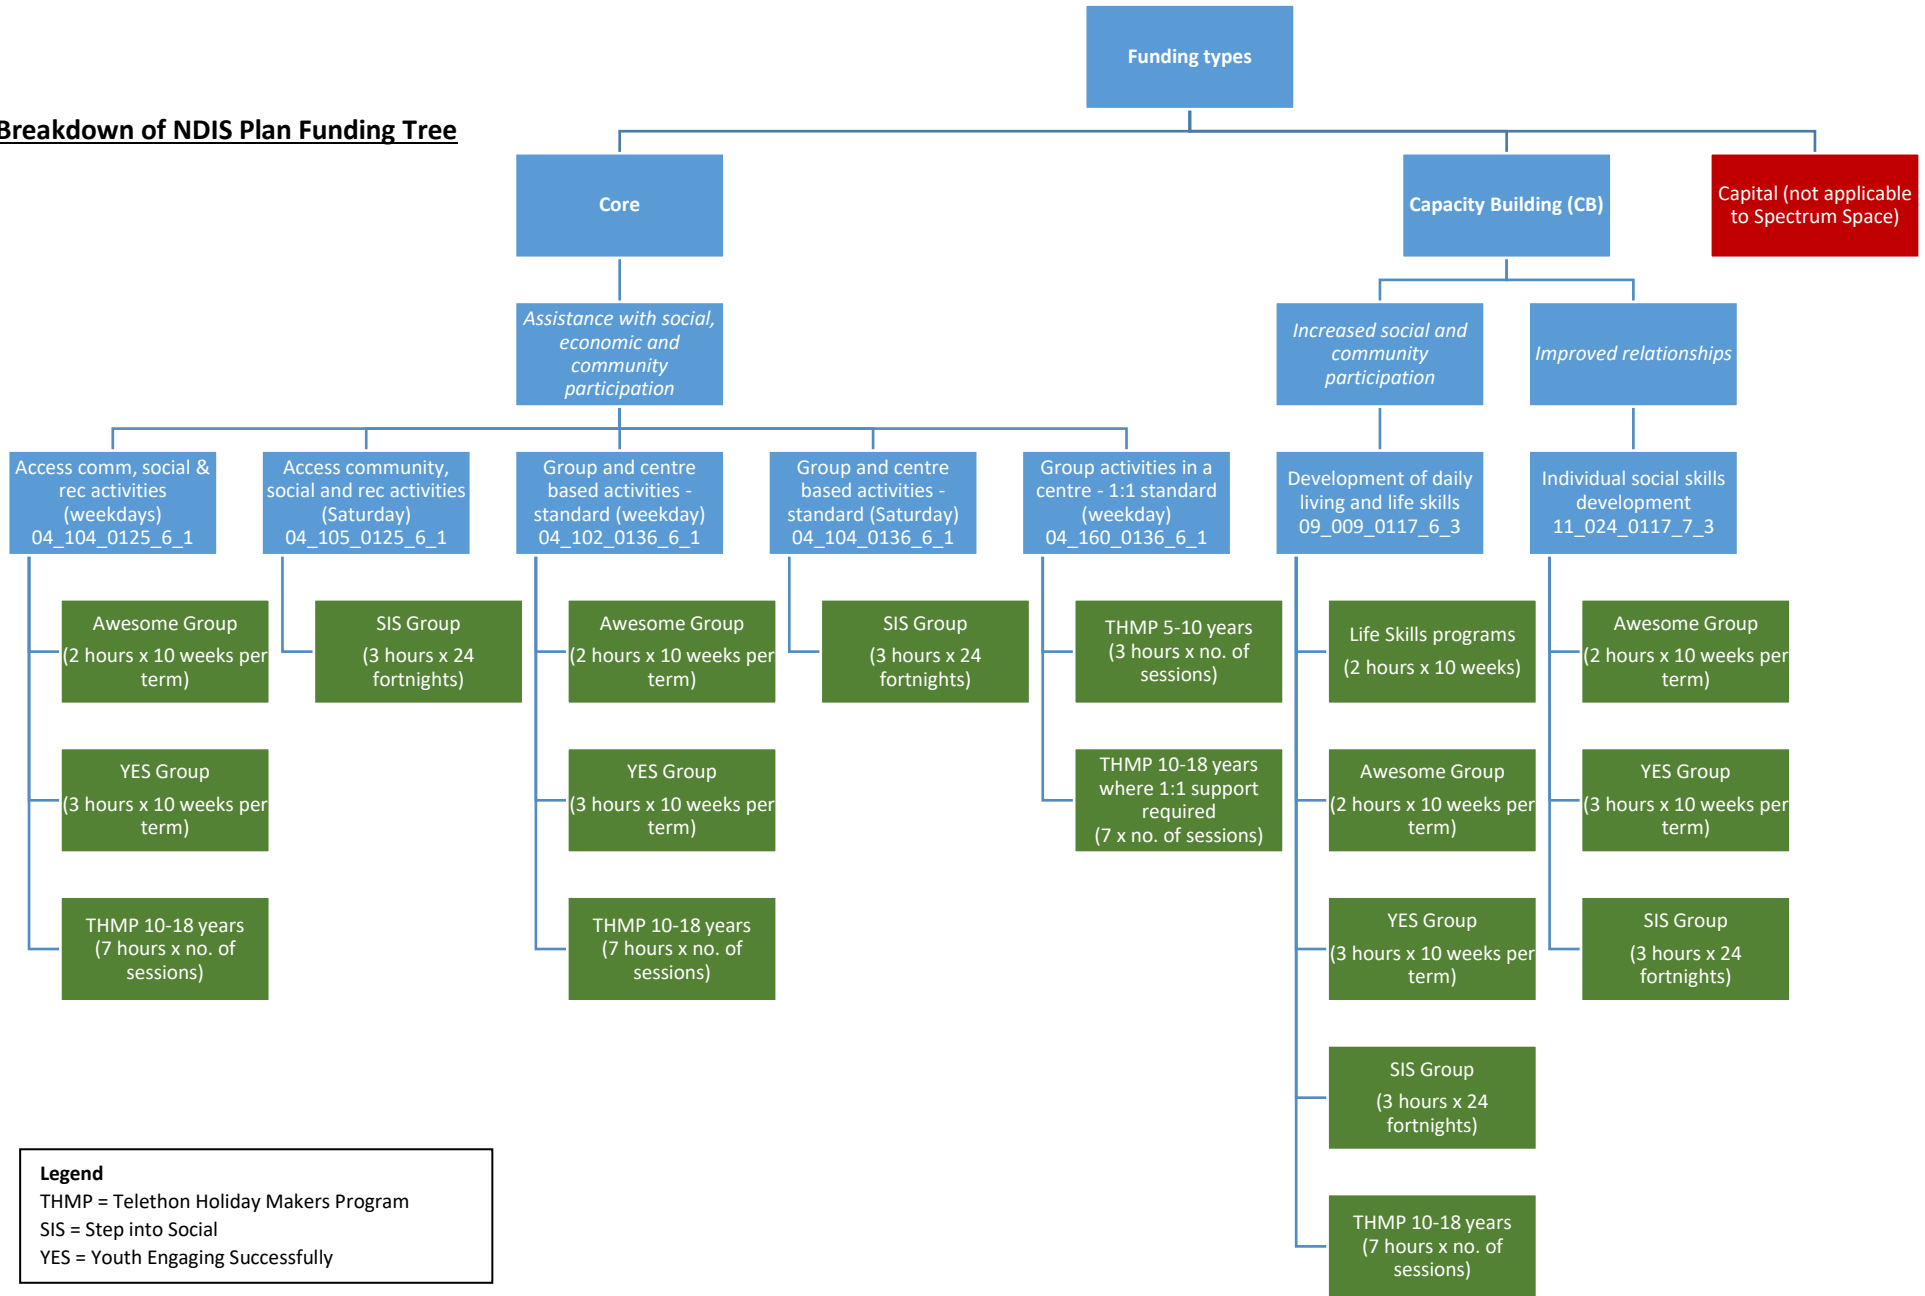 Funding types
Breakdown of NDIS Plan Funding Tree
Core
Capacity Building (CB)
Capital (not applicable
to Spectrum Space)
Assistance with social,
economic and
community
participation
Increased social and
community
participation
Improved relationships
Access comm, social &
rec activities
(weekdays)
04_104_0125_6_1
Access community,
social and rec activities
(Saturday)
04_105_0125_6_1
Group and centre
based activities -
standard (weekday)
04_102_0136_6_1
Group and centre
based activities -
standard (Saturday)
04_104_0136_6_1
Group activities in a
centre - 1:1 standard
(weekday)
04_160_0136_6_1
Development of daily
living and life skills
09_009_0117_6_3
Individual social skills
development
11_024_0117_7_3
Awesome Group
(2 hours x 10 weeks per
term)
SIS Group
(3 hours x 24
fortnights)
Awesome Group
(2 hours x 10 weeks per
term)
SIS Group
(3 hours x 24
fortnights)
THMP 5-10 years
(3 hours x no. of
sessions)
Life Skills programs
(2 hours x 10 weeks)
Awesome Group
(2 hours x 10 weeks per
term)
YES Group
(3 hours x 10 weeks per
term)
YES Group
(3 hours x 10 weeks per
term)
THMP 10-18 years
where 1:1 support
required
(7 x no. of sessions)
Awesome Group
(2 hours x 10 weeks per
term)
YES Group
(3 hours x 10 weeks per
term)
THMP 10-18 years
(7 hours x no. of
sessions)
THMP 10-18 years
(7 hours x no. of
sessions)
YES Group
(3 hours x 10 weeks per
term)
SIS Group
(3 hours x 24
fortnights)
SIS Group
(3 hours x 24
fortnights)
THMP 10-18 years
(7 hours x no. of
sessions)
Legend
THMP = Telethon Holiday Makers Program
SIS = Step into Social
YES = Youth Engaging Successfully